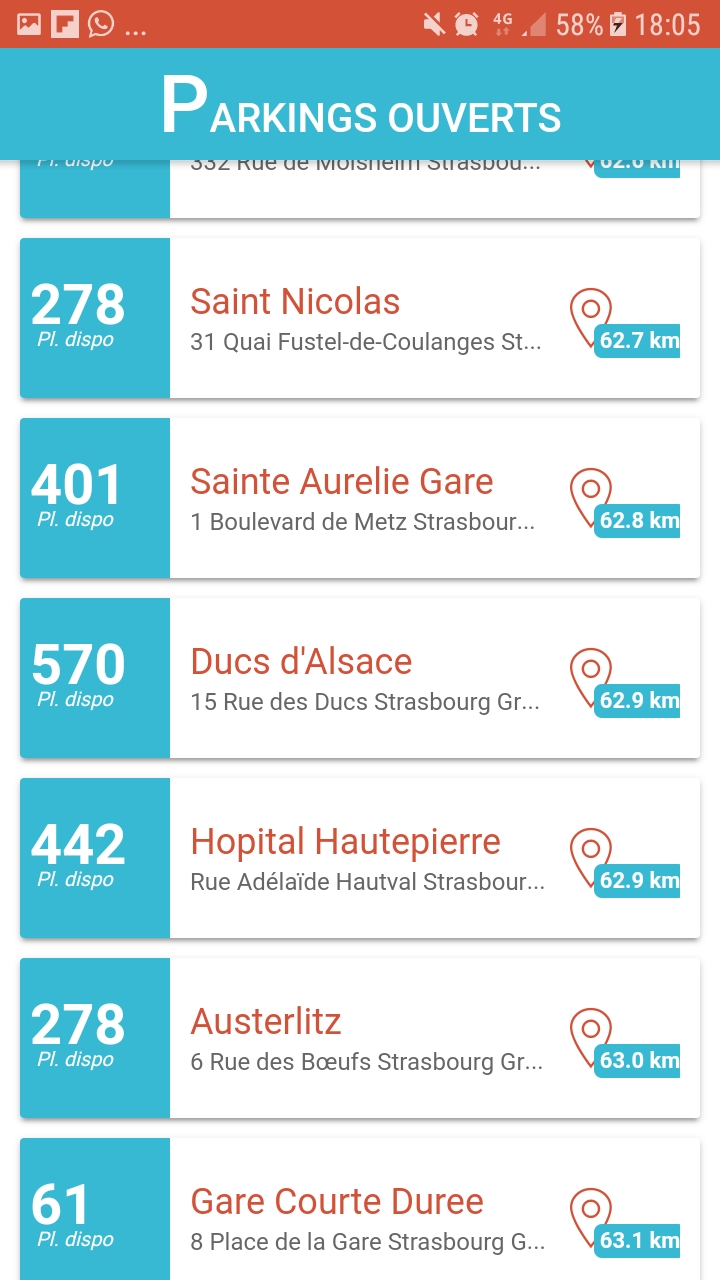 ... 4G 58% 18:05
PARKINGS OUVERTS
Pl. dispo 332 Rue de Molsheim Strasbou... 62.6 km
278 Saint Nicolas
Pl. dispo 31 Quai Fustel-de-Coulanges St... 62.7 km
401 Sainte Aurelie Gare
Pl. dispo 1 Boulevard de Metz Strasbour... 62.8 km
570 Ducs d'Alsace
Pl. dispo 15 Rue des Ducs Strasbourg Gr... 62.9 km
442 Hopital Hautepierre
Pl. dispo Rue Adélaïde Hautval Strasbour... 62.9 km
278 Austerlitz
Pl. dispo 6 Rue des Bœufs Strasbourg Gr... 63.0 km
61 Gare Courte Duree
Pl. dispo 8 Place de la Gare Strasbourg G... 63.1 km